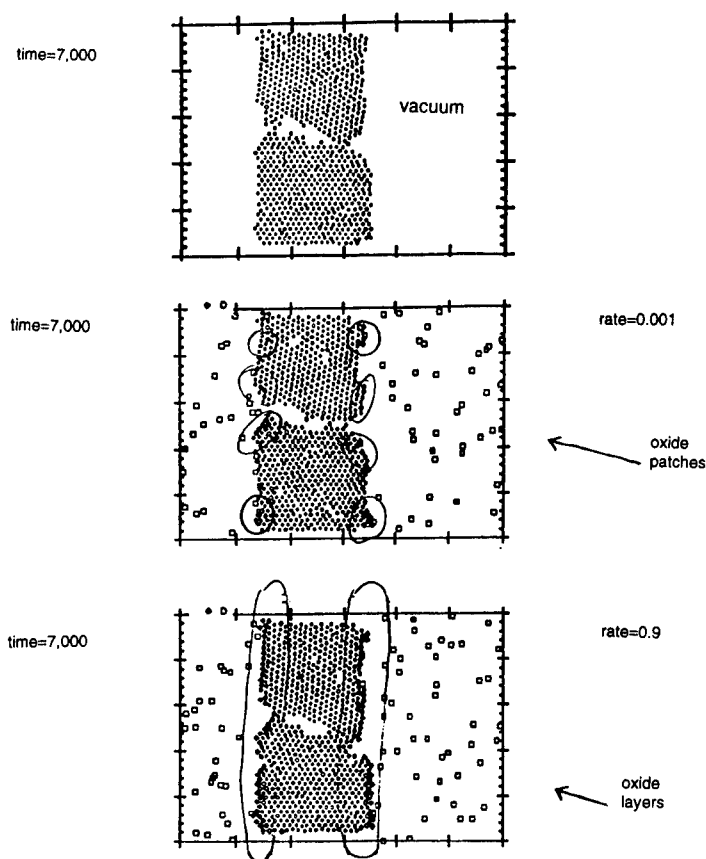 time=7,000
vacuum
time=7,000
rate=0.001
oxide
patches
time=7,000
rate=0.9
oxide
layers